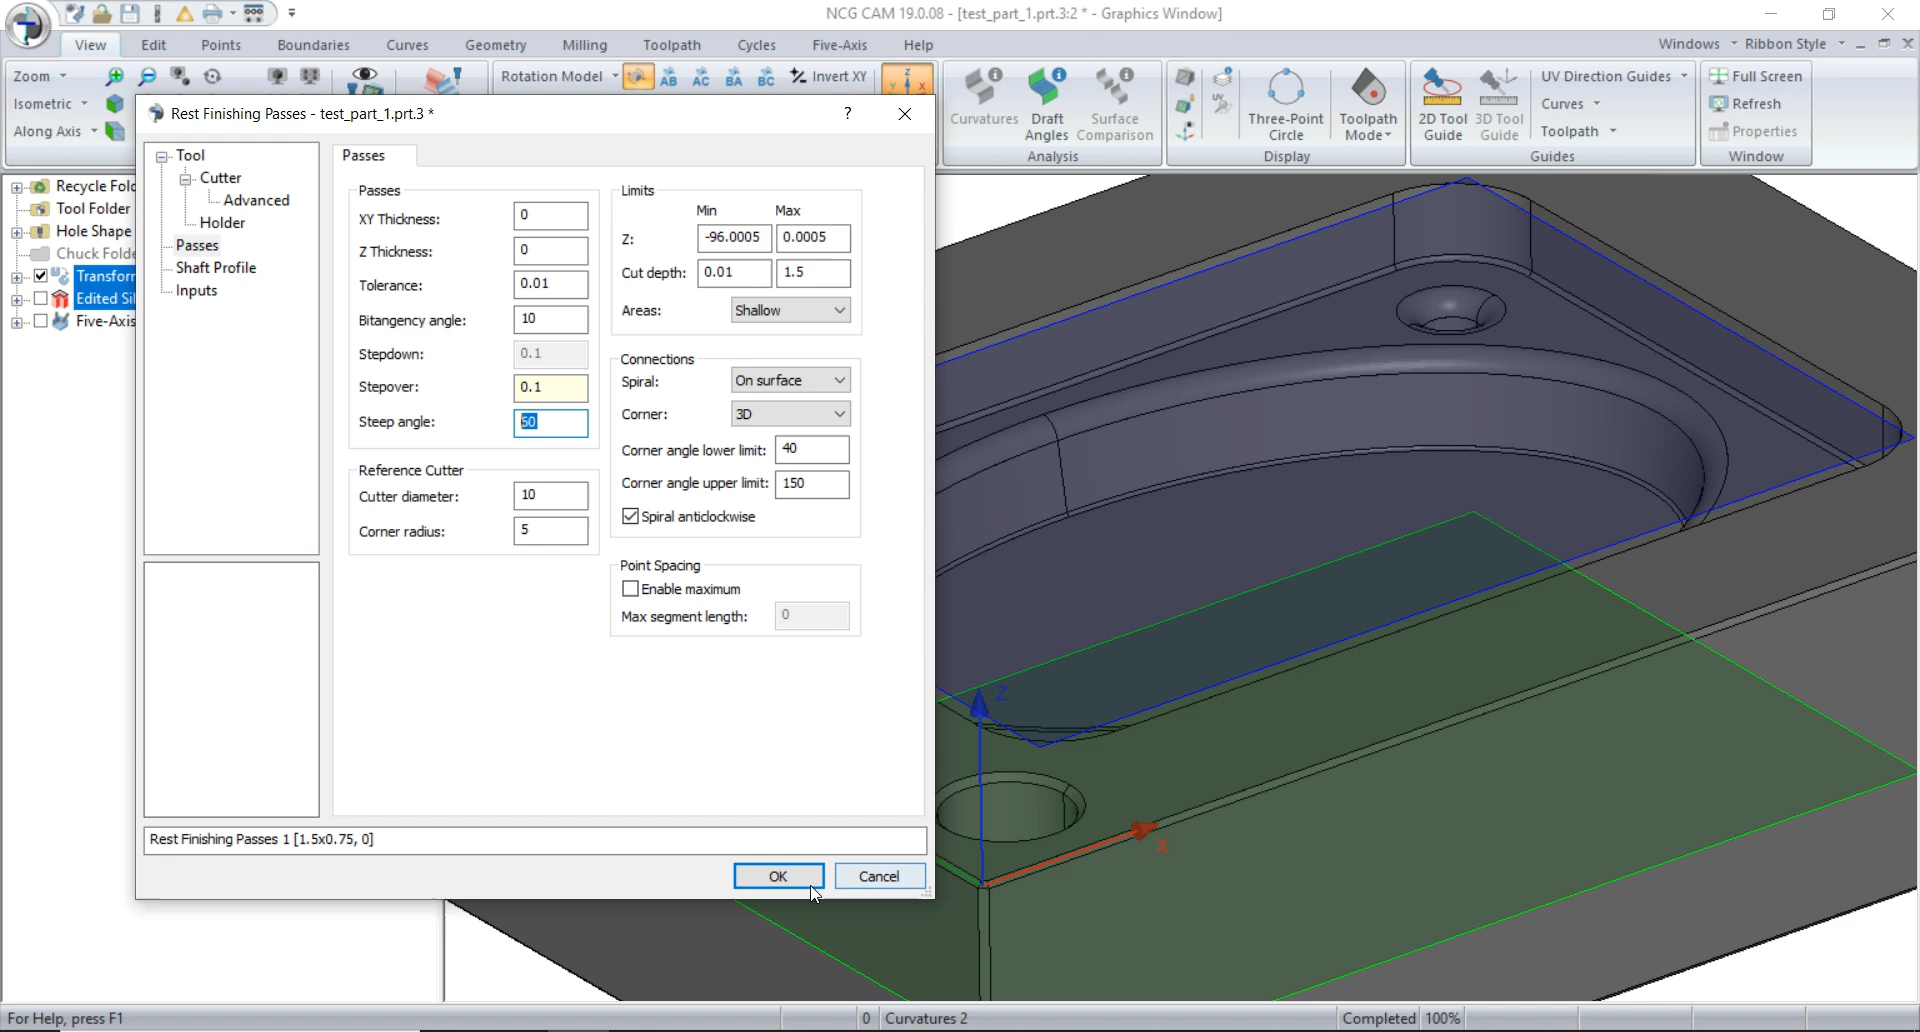 NCG CAM 19.0.08 - [test_part_1.prt.3:2 * - Graphics Window]
View Edit Points Boundaries Curves Geometry Milling Toolpath Cycles Five-Axis Help Windows Ribbon Style
Zoom Rotation Model AB AC BA BC Invert XY Z Y X
Isometric
Along Axis
Curvatures Draft Angles Surface Comparison
Analysis
UV Three-Point Circle Toolpath Mode
Display
2D Tool Guide 3D Tool Guide UV Direction Guides
Curves
Toolpath
Guides
Full Screen
Refresh
Properties
Window
Rest Finishing Passes - test_part_1.prt.3 * ?
Recycle Fold
Tool Folder
Hole Shape
Chuck Folde
Transforr
Edited Sil
Five-Axis
Tool
Cutter
Advanced
Holder
Passes
Shaft Profile
Inputs
Passes
Passes
XY Thickness: 0
Z Thickness: 0
Tolerance: 0.01
Bitangency angle: 10
Stepdown: 0.1
Stepover: 0.1
Steep angle: 60
Reference Cutter
Cutter diameter: 10
Corner radius: 5
Limits
Min Max
Z: -96.0005 0.0005
Cut depth: 0.01 1.5
Areas: Shallow
Connections
Spiral: On surface
Corner: 3D
Corner angle lower limit: 40
Corner angle upper limit: 150
Spiral anticlockwise
Point Spacing
Enable maximum
Max segment length: 0
Rest Finishing Passes 1 [1.5x0.75, 0]
OK Cancel
Z
X
For Help, press F1 0 Curvatures 2 Completed 100%